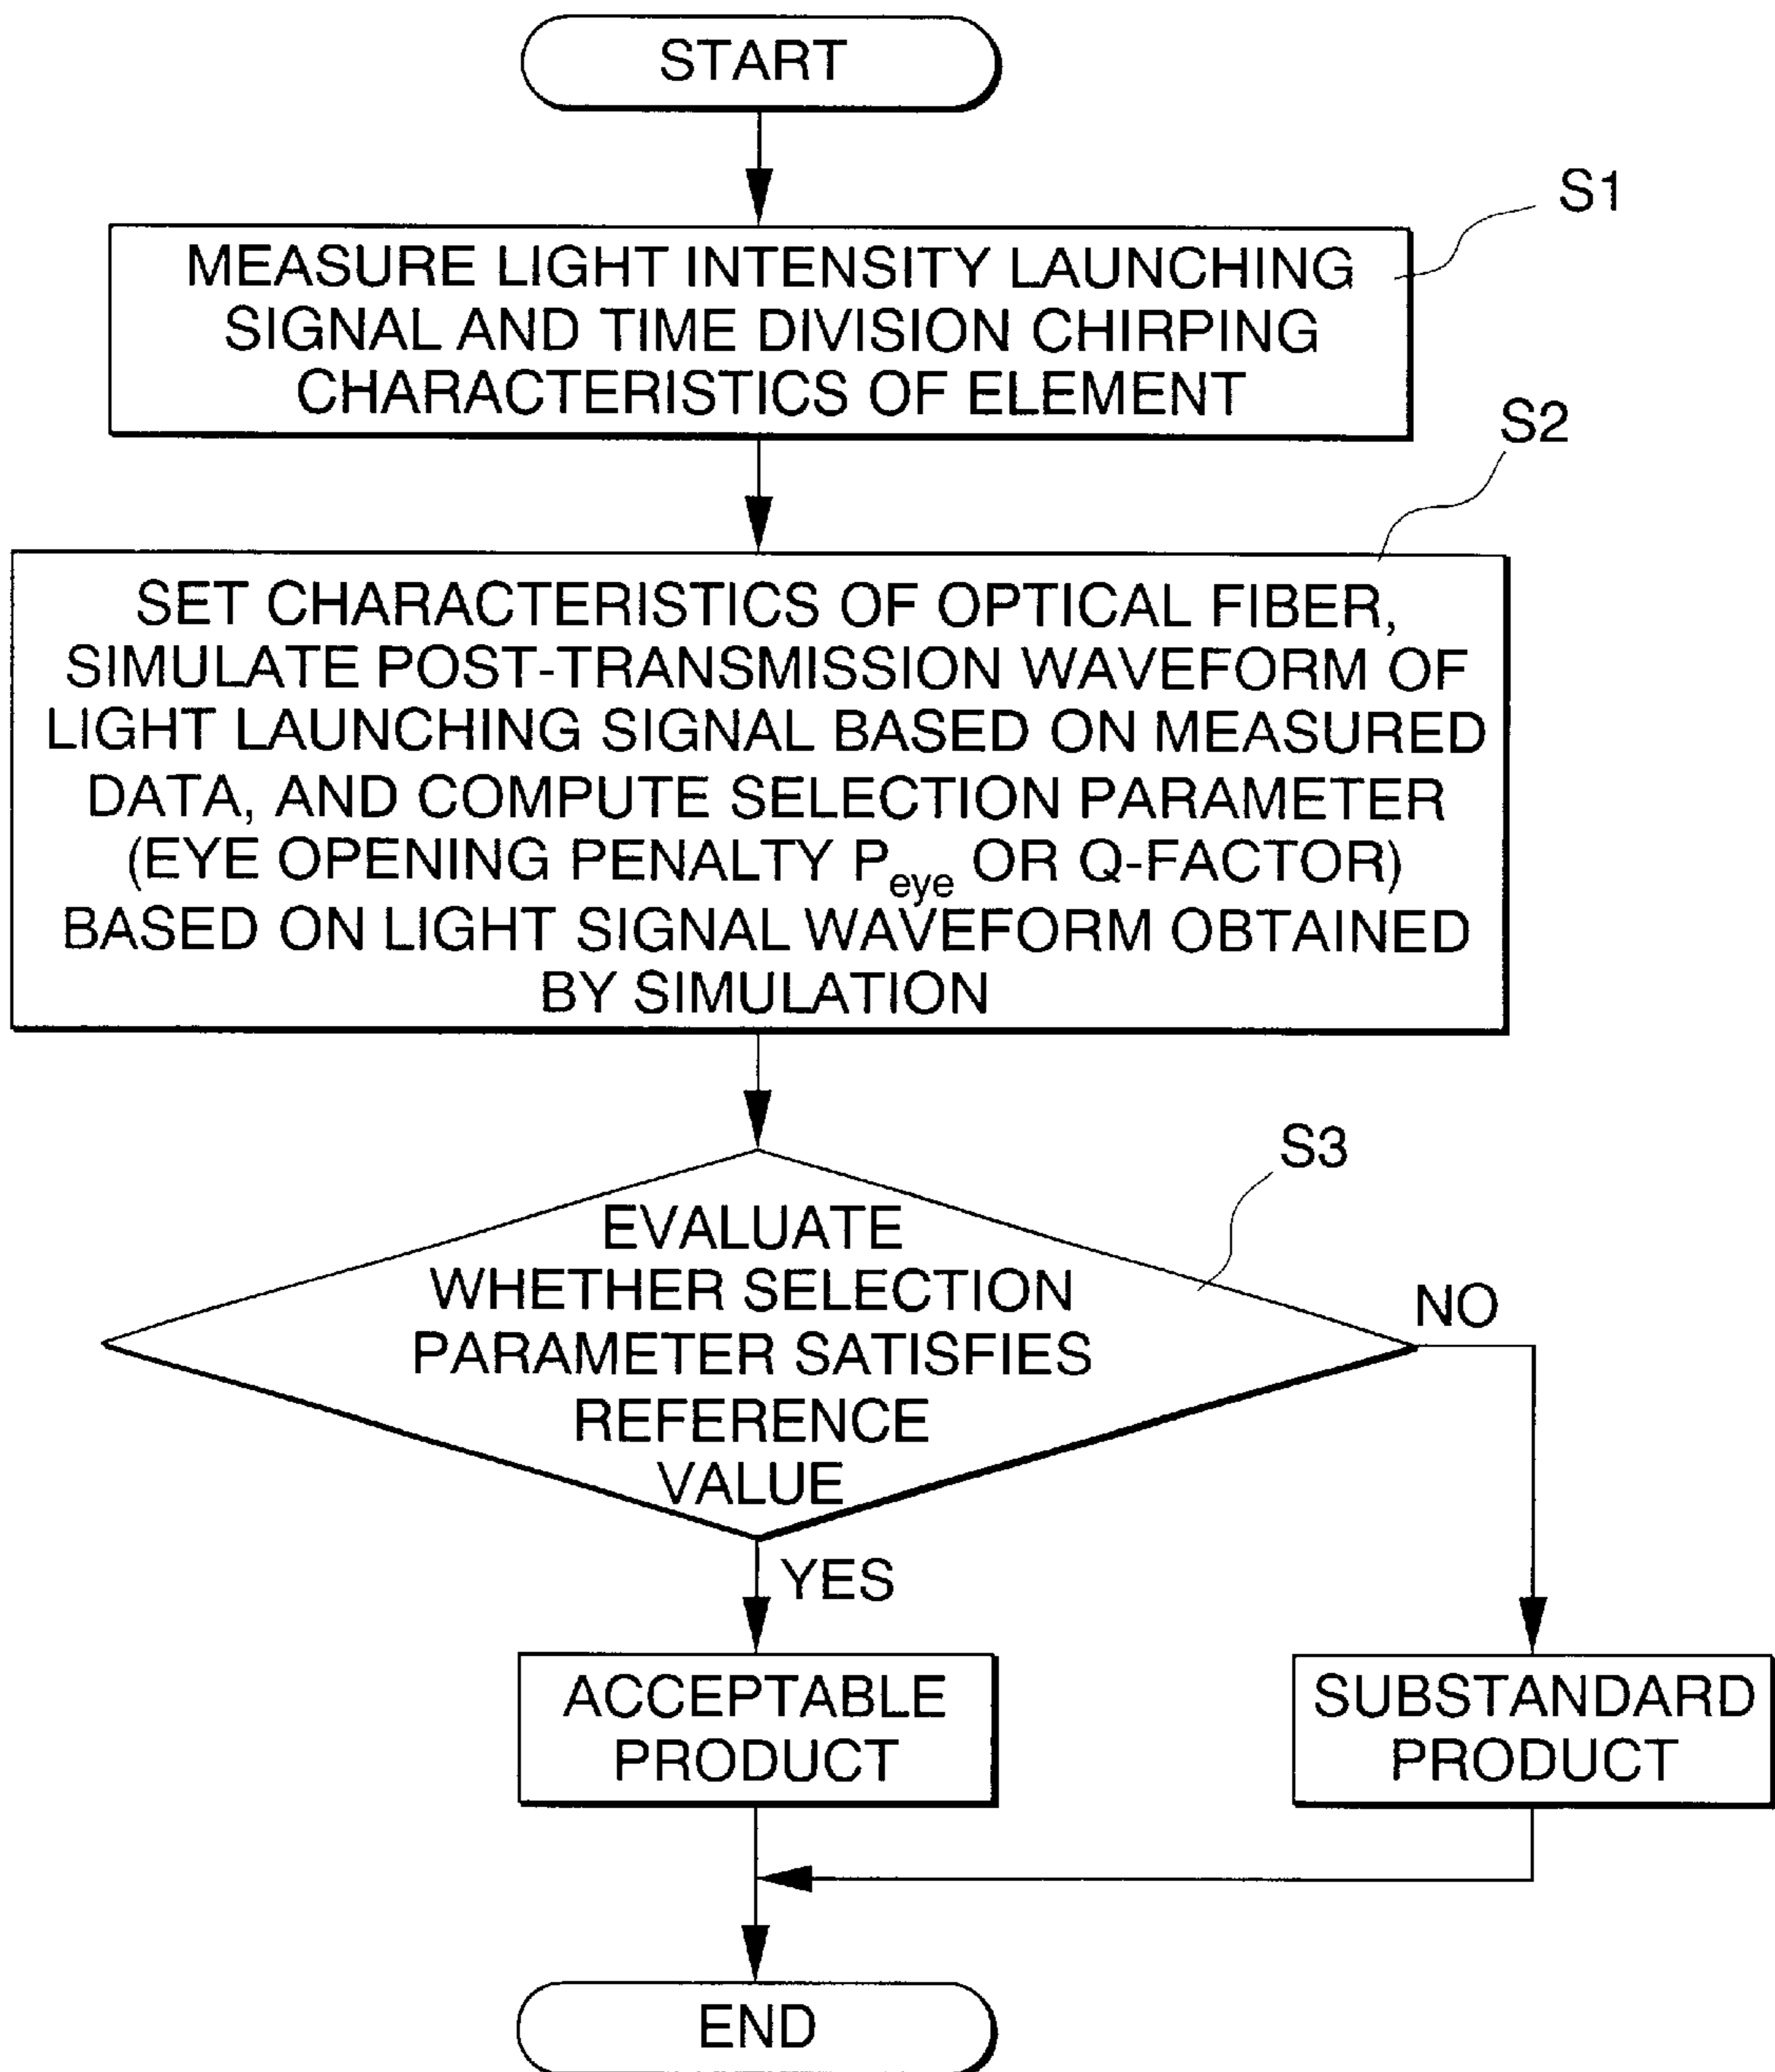 START
S1
MEASURE LIGHT INTENSITY LAUNCHING
SIGNAL AND TIME DIVISION CHIRPING
CHARACTERISTICS OF ELEMENT
S2
SET CHARACTERISTICS OF OPTICAL FIBER,
SIMULATE POST-TRANSMISSION WAVEFORM OF
LIGHT LAUNCHING SIGNAL BASED ON MEASURED
DATA, AND COMPUTE SELECTION PARAMETER
(EYE OPENING PENALTY Peye OR Q-FACTOR)
BASED ON LIGHT SIGNAL WAVEFORM OBTAINED
BY SIMULATION
S3
EVALUATE
WHETHER SELECTION
PARAMETER SATISFIES
REFERENCE
VALUE
NO
YES
ACCEPTABLE
PRODUCT
SUBSTANDARD
PRODUCT
END